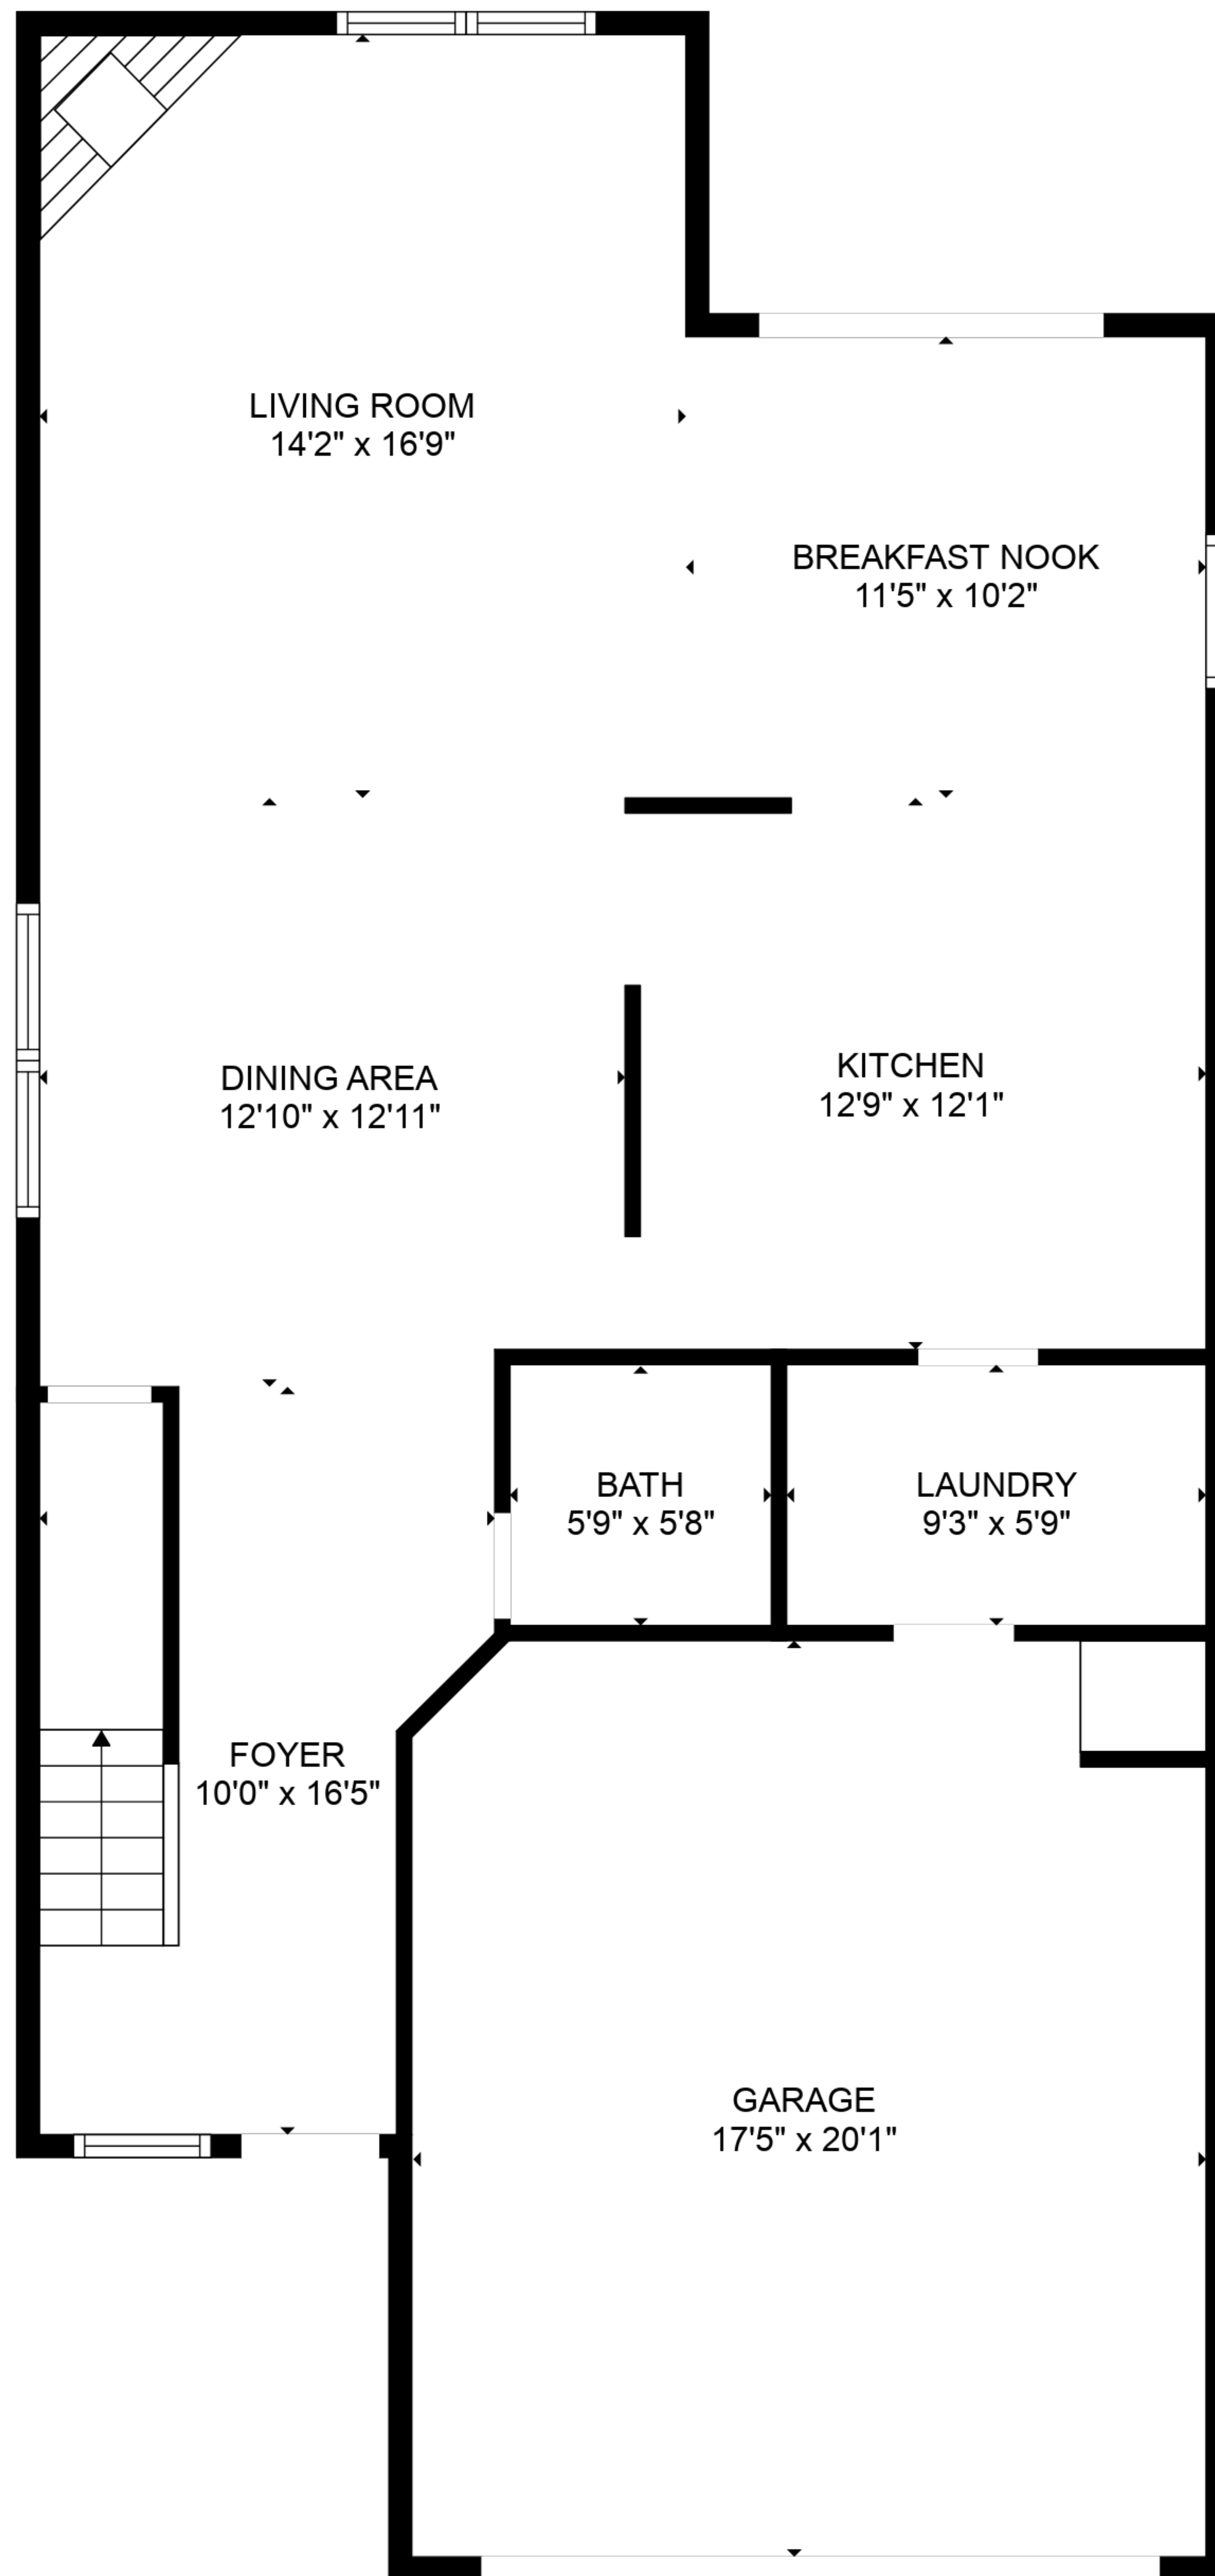 LIVING ROOM
14'2" x 16'9"
BREAKFAST NOOK
11'5" x 10'2"
DINING AREA
12'10" x 12'11"
KITCHEN
12'9" x 12'1"
BATH
5'9" x 5'8"
LAUNDRY
9'3" x 5'9"
FOYER
10'0" x 16'5"
GARAGE
17'5" x 20'1"